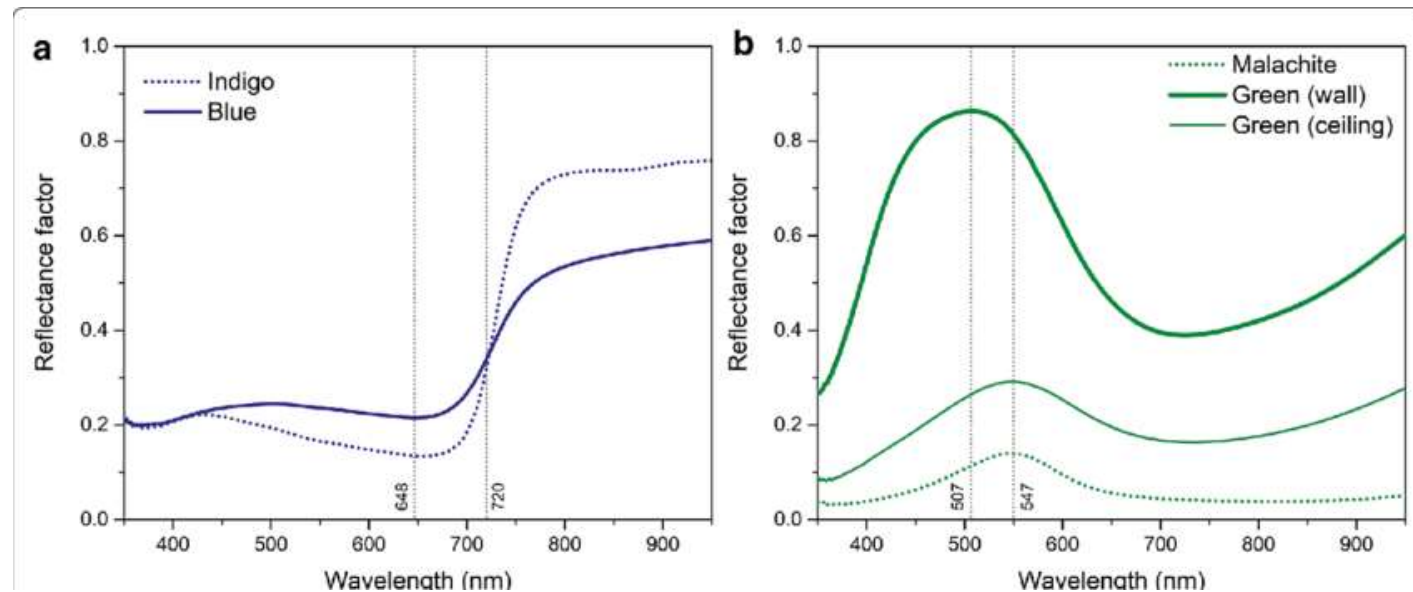 a
Indigo
Blue
Reflectance factor
1.0
0.8
0.6
0.4
0.2
0.0
648
720
400 500 600 700 800 900
Wavelength (nm)
b
Malachite
Green (wall)
Green (ceiling)
Reflectance factor
1.0
0.8
0.6
0.4
0.2
0.0
507
547
400 500 600 700 800 900
Wavelength (nm)